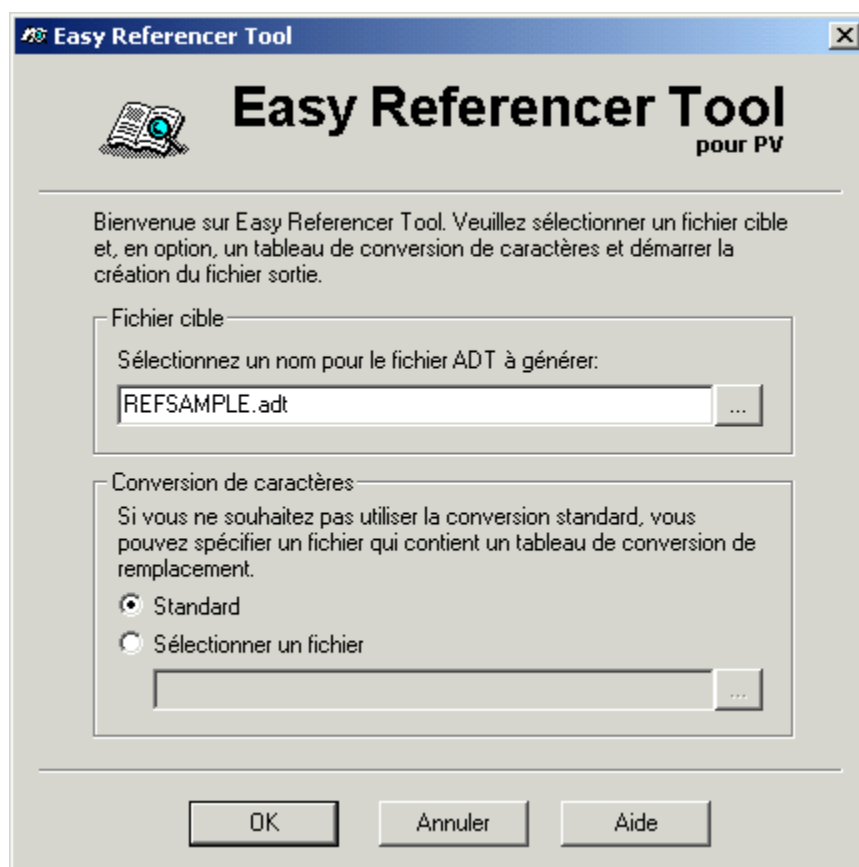 Easy Referencer Tool
Easy Referencer Tool
pour PV
Bienvenue sur Easy Referencer Tool. Veuillez sélectionner un fichier cible
et, en option, un tableau de conversion de caractères et démarrer la
création du fichier sortie.
Fichier cible
Sélectionnez un nom pour le fichier ADT à générer:
REFSAMPLE.adt
...
Conversion de caractères
Si vous ne souhaitez pas utiliser la conversion standard, vous
pouvez spécifier un fichier qui contient un tableau de conversion de
remplacement.
Standard
Sélectionner un fichier
...
OK Annuler Aide